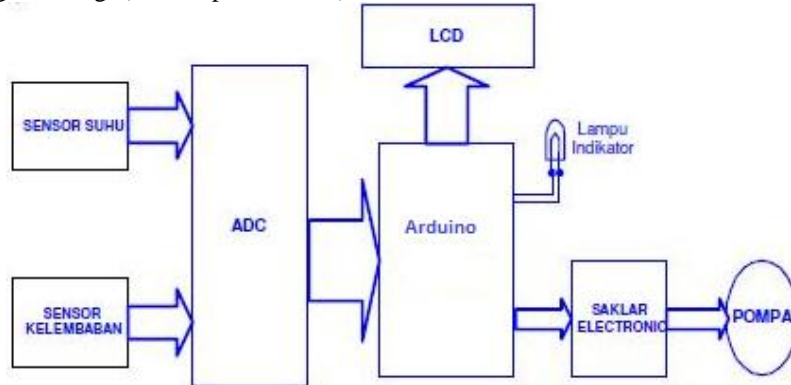 LCD
SENSOR SUHU
Lampu
Indikator
ADC
Arduino
SENSOR
KELEMBABAN
SAKLAR
ELECTRONIC
POMPA